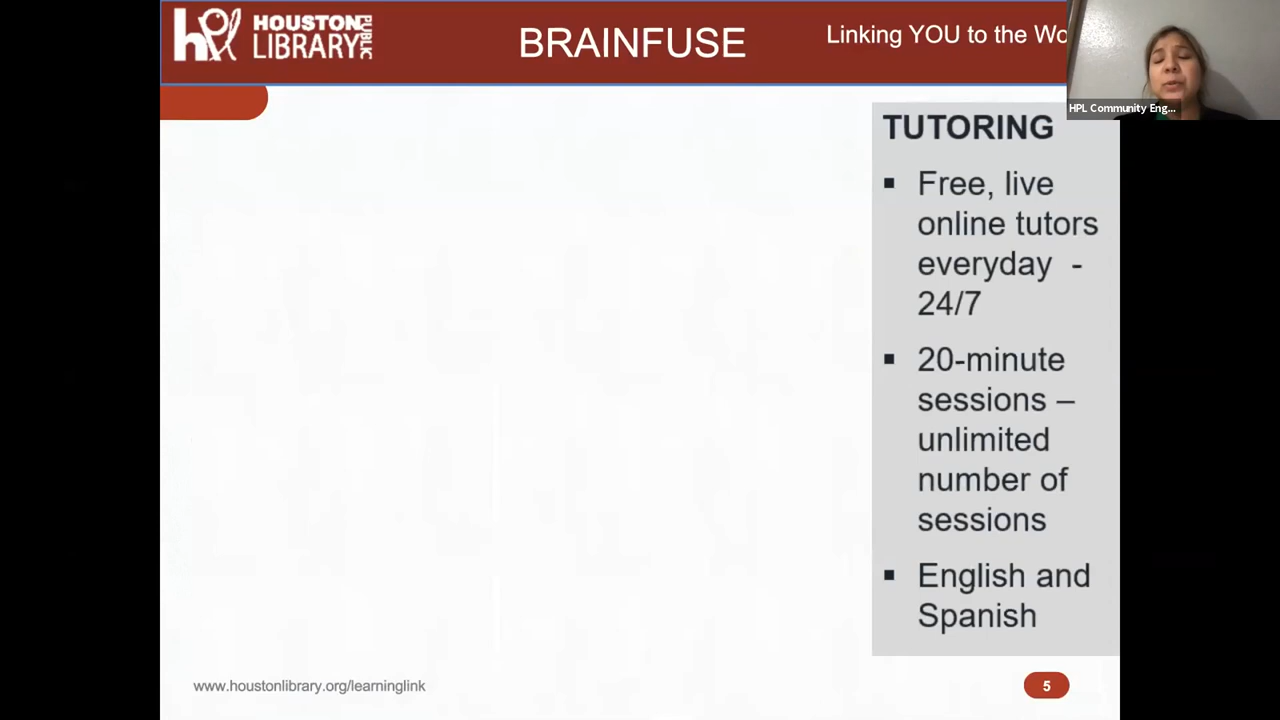 HOUSTON
LIBRARY
PUBLIC
BRAINFUSE
Linking YOU to the Wo
HPL Community Eng...
TUTORING
▪ Free, live
online tutors
everyday -
24/7
▪ 20-minute
sessions –
unlimited
number of
sessions
▪ English and
Spanish
www.houstonlibrary.org/learninglink
5